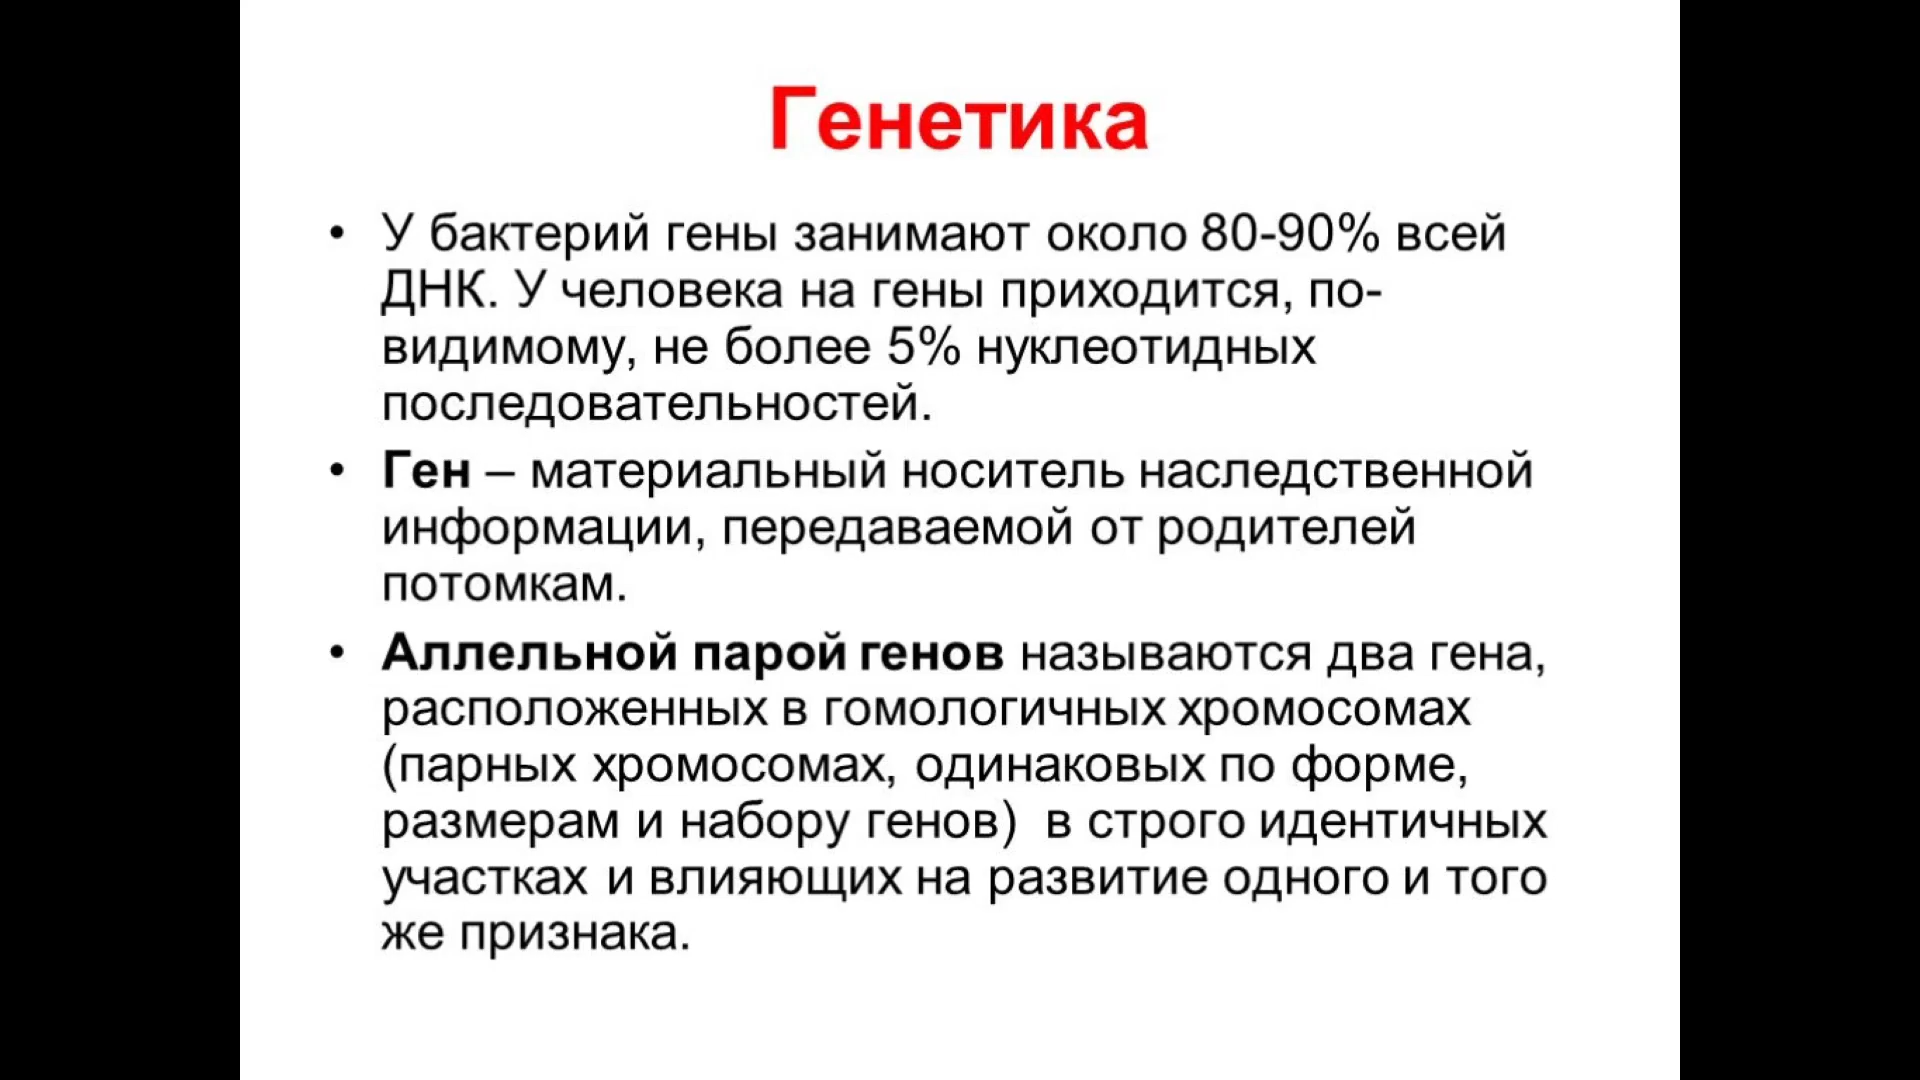 Генетика
• У бактерий гены занимают около 80-90% всей
ДНК. У человека на гены приходится, по-
видимому, не более 5% нуклеотидных
последовательностей.
• Ген – материальный носитель наследственной
информации, передаваемой от родителей
потомкам.
• Аллельной парой генов называются два гена,
расположенных в гомологичных хромосомах
(парных хромосомах, одинаковых по форме,
размерам и набору генов)  в строго идентичных
участках и влияющих на развитие одного и того
же признака.